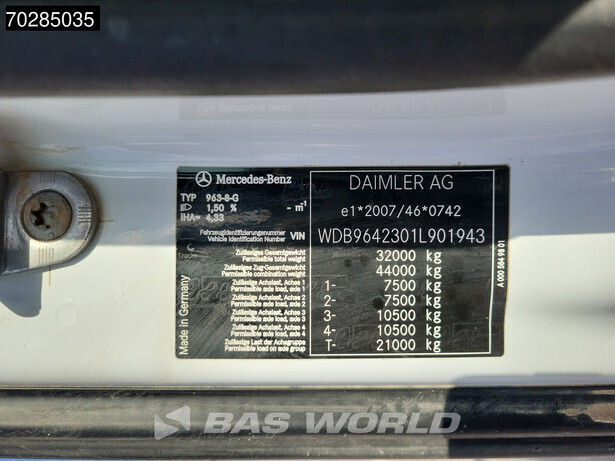 70285035
Mercedes-Benz
DAIMLER AG
TYP 963-8-G
1,50 % - m⁻¹
IHA= 4,33
e1*2007/46*0742
Fahrzeugidentifizierungsnummer
Vehicle Identification Number VIN WDB9642301L901943
Zulässiges Gesamtgewicht
Permissible total weight 32000 kg
Zulässiges Zug-Gesamtgewicht
Permissible combination weight 44000 kg
Zulässige Achslast, Achse 1
Permissible axle load, axle 1 1- 7500 kg
Zulässige Achslast, Achse 2
Permissible axle load, axle 2 2- 7500 kg
Zulässige Achslast, Achse 3
Permissible axle load, axle 3 3- 10500 kg
Zulässige Achslast, Achse 4
Permissible axle load, axle 4 4- 10500 kg
Zulässige Last der Achsgruppe
Permissible load on axle group T- 21000 kg
Made in Germany
A 000 584 98 01
BAS WORLD